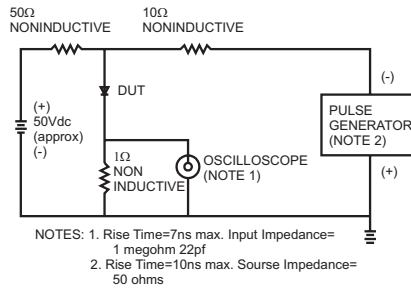 50Ω
NONINDUCTIVE
10Ω
NONINDUCTIVE
(+)
50Vdc
(approx)
(-)
DUT
1Ω
NON
INDUCTIVE
OSCILLOSCOPE
(NOTE 1)
(-)
PULSE
GENERATOR
(NOTE 2)
(+)
NOTES: 1. Rise Time=7ns max. Input Impedance=
1 megohm 22pf
2. Rise Time=10ns max. Sourse Impedance=
50 ohms